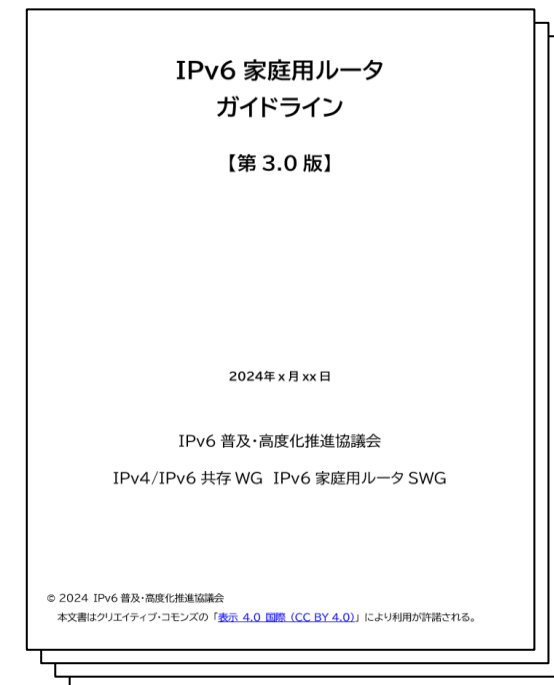 IPv6 家庭用ルータ
ガイドライン
【第 3.0 版】
2024年 x 月 xx 日
IPv6 普及・高度化推進協議会
IPv4/IPv6 共存 WG IPv6 家庭用ルータ SWG
© 2024 IPv6 普及・高度化推進協議会
本文書はクリエイティブ・コモンズの「表示 4.0 国際（CC BY 4.0）」により利用が許諾される。